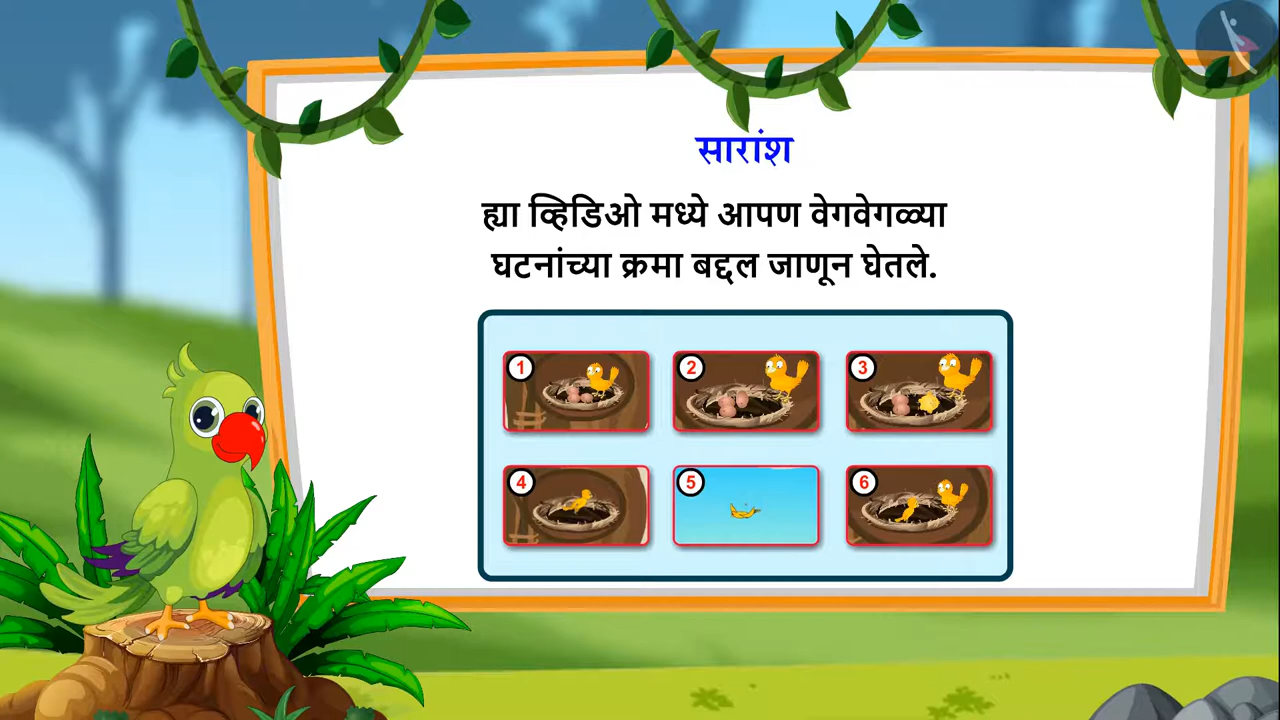 सारांश
ह्या व्हिडिओ मध्ये आपण वेगवेगळ्या
घटनांच्या क्रमा बद्दल जाणून घेतले.
1 2 3
4 5 6